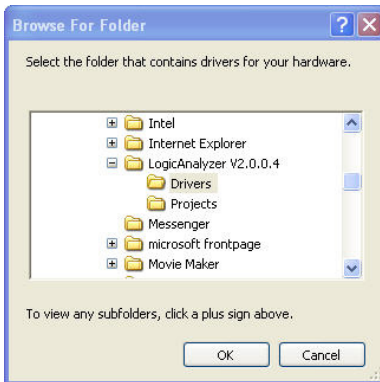 Browse For Folder
Select the folder that contains drivers for your hardware.
Intel
Internet Explorer
LogicAnalyzer V2.0.0.4
Drivers
Projects
Messenger
microsoft frontpage
Movie Maker
To view any subfolders, click a plus sign above.
OK Cancel